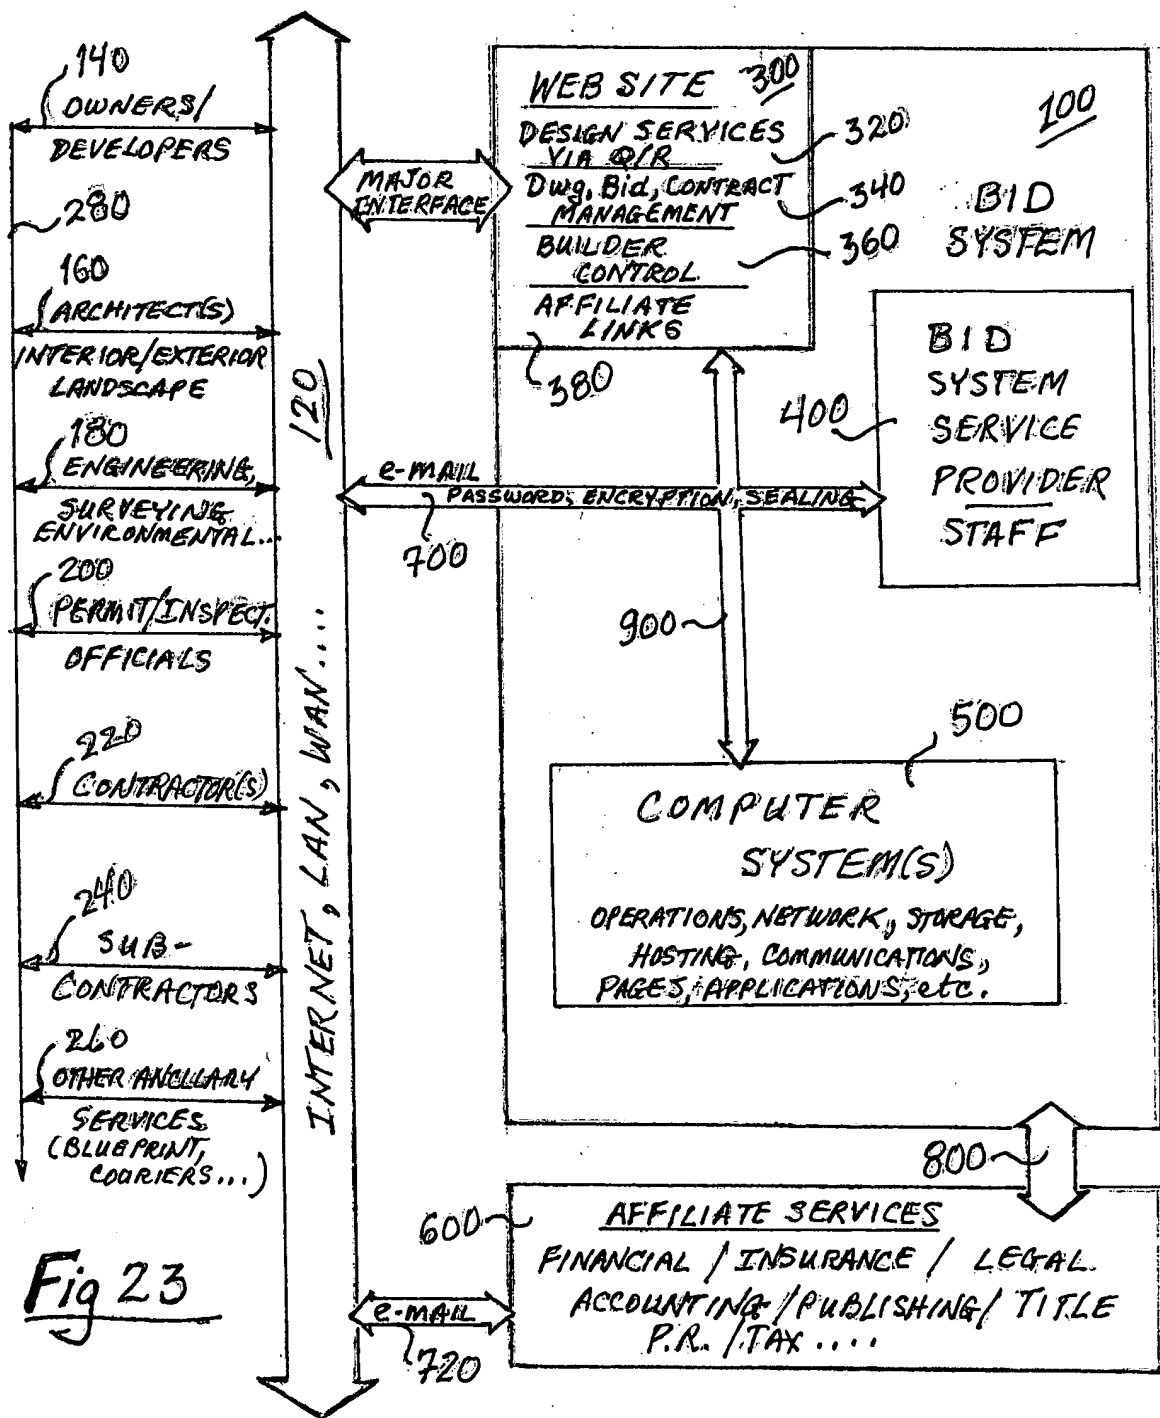 140
OWNERS/
DEVELOPERS
280
160
ARCHITECT(S)
INTERIOR/EXTERIOR
LANDSCAPE
180
ENGINEERING,
SURVEYING
ENVIRONMENTAL...
200
PERMIT/INSPECT.
OFFICIALS
220
CONTRACTOR(S)
240
SUB-
CONTRACTORS
260
OTHER ANCLLARY
SERVICES
(BLUEPRINT,
COURIERS...)
Fig 23
120
INTERNET, LAN, WAN....
MAJOR
INTERFACE
WEB SITE 300
DESIGN SERVICES
VIA Q/R
320
Dwg, Bid, CONTRACT
MANAGEMENT
340
BUILDER
CONTROL
360
AFFILIATE
LINKS
380
100
BID
SYSTEM
BID
SYSTEM
SERVICE
PROVIDER
STAFF
400
e-MAIL
PASSWORD, ENCRYPTION, SEALING
700
900
500
COMPUTER
SYSTEM(S)
OPERATIONS, NETWORK, STORAGE,
HOSTING, COMMUNICATIONS,
PAGES, APPLICATIONS, etc.
800
600
AFFILIATE SERVICES
FINANCIAL / INSURANCE / LEGAL
ACCOUNTING / PUBLISHING / TITLE
P.R. / TAX ....
e-MAIL
720